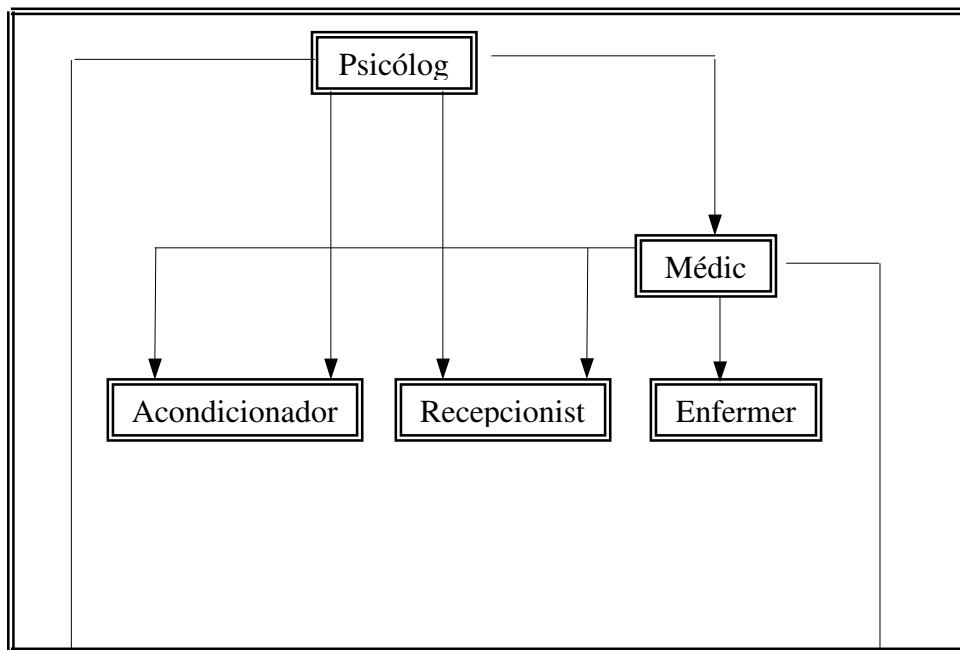 Psicólog
Médic
Acondicionador
Recepcionist
Enfermer